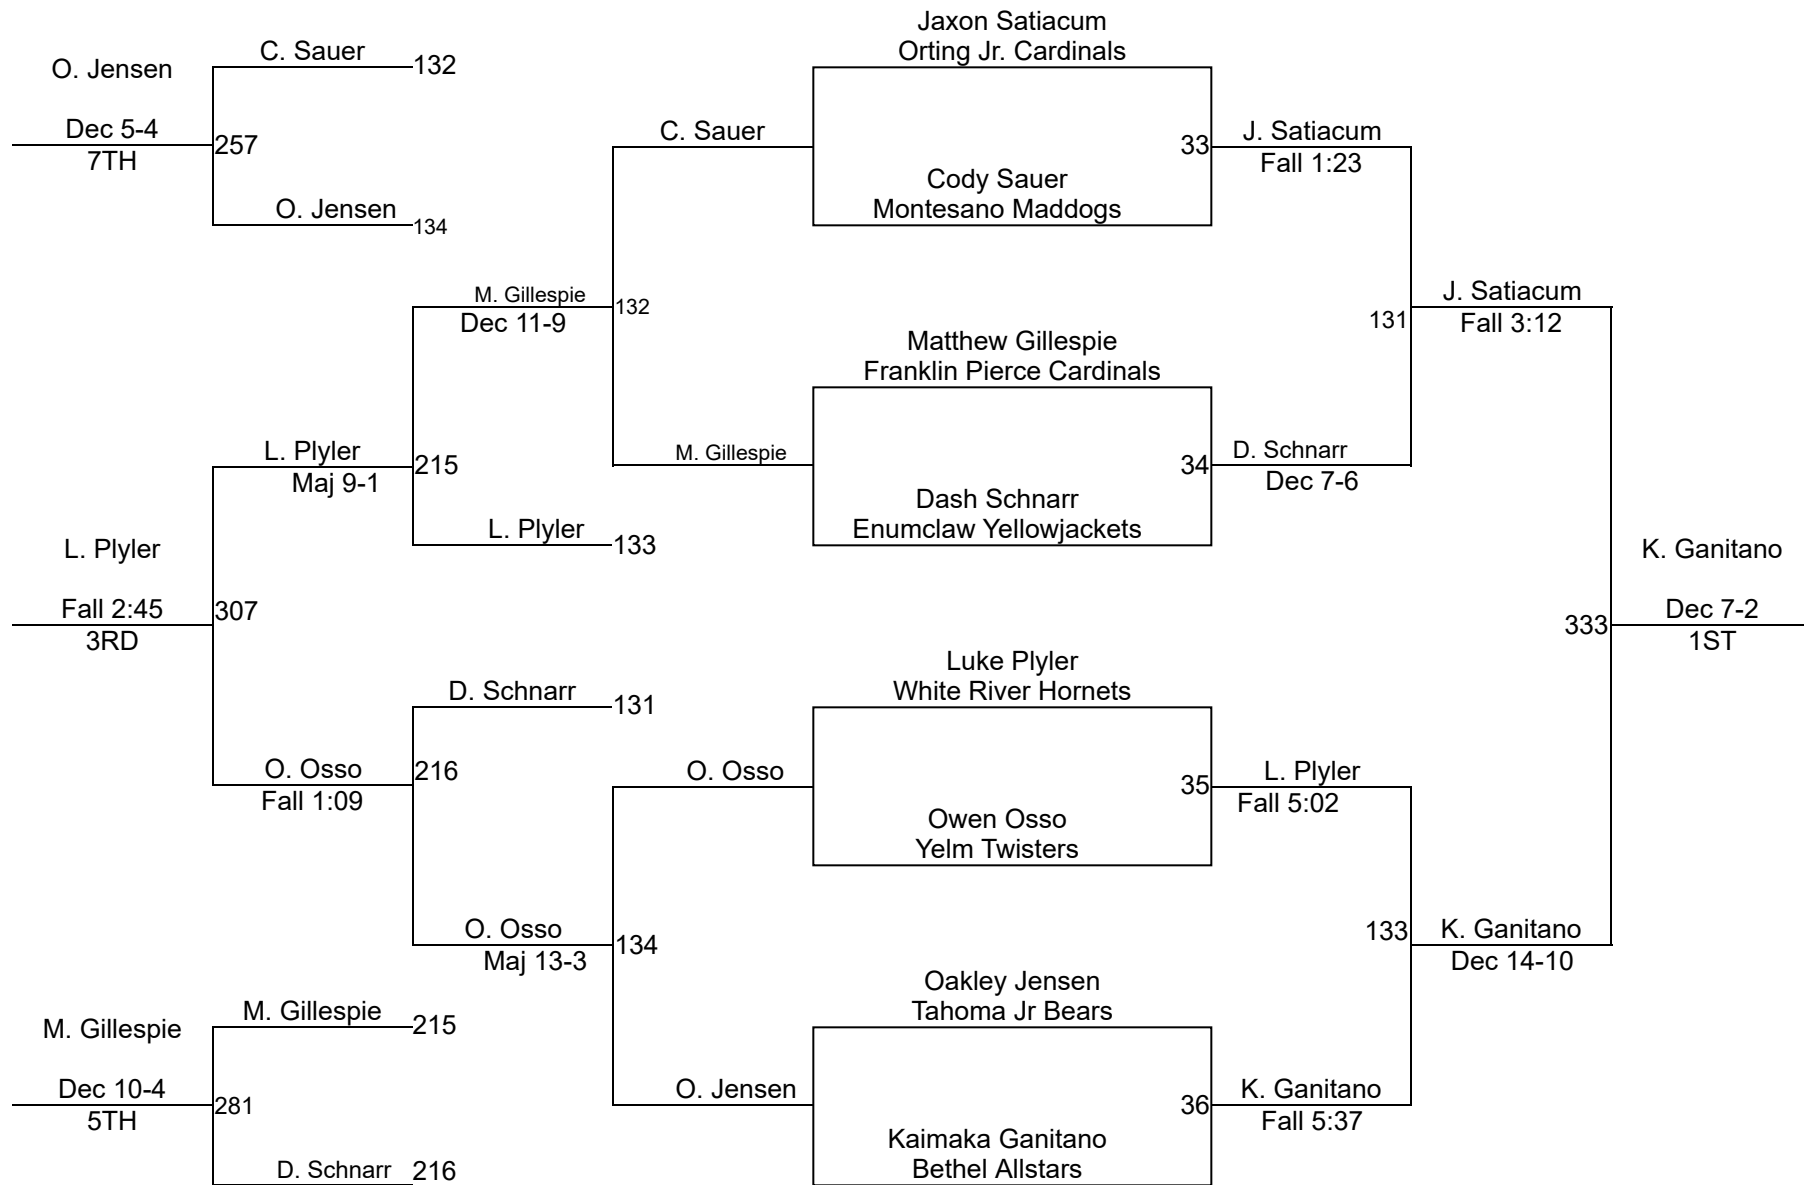 Jaxon Satiacum
Orting Jr. Cardinals
C. Sauer
132
O. Jensen
Dec 5-4
7TH
257
C. Sauer
33
J. Satiacum
Fall 1:23
Cody Sauer
Montesano Maddogs
O. Jensen
134
M. Gillespie
Dec 11-9
132
J. Satiacum
Fall 3:12
131
Matthew Gillespie
Franklin Pierce Cardinals
L. Plyler
Maj 9-1
215
M. Gillespie
34
D. Schnarr
Dec 7-6
Dash Schnarr
Enumclaw Yellowjackets
L. Plyler
133
L. Plyler
Fall 2:45
3RD
307
K. Ganitano
Dec 7-2
1ST
333
Luke Plyler
White River Hornets
D. Schnarr
131
O. Osso
Fall 1:09
216
O. Osso
35
L. Plyler
Fall 5:02
Owen Osso
Yelm Twisters
O. Osso
Maj 13-3
134
133
K. Ganitano
Dec 14-10
Oakley Jensen
Tahoma Jr Bears
M. Gillespie
215
M. Gillespie
Dec 10-4
5TH
281
O. Jensen
36
K. Ganitano
Fall 5:37
Kaimaka Ganitano
Bethel Allstars
D. Schnarr
216